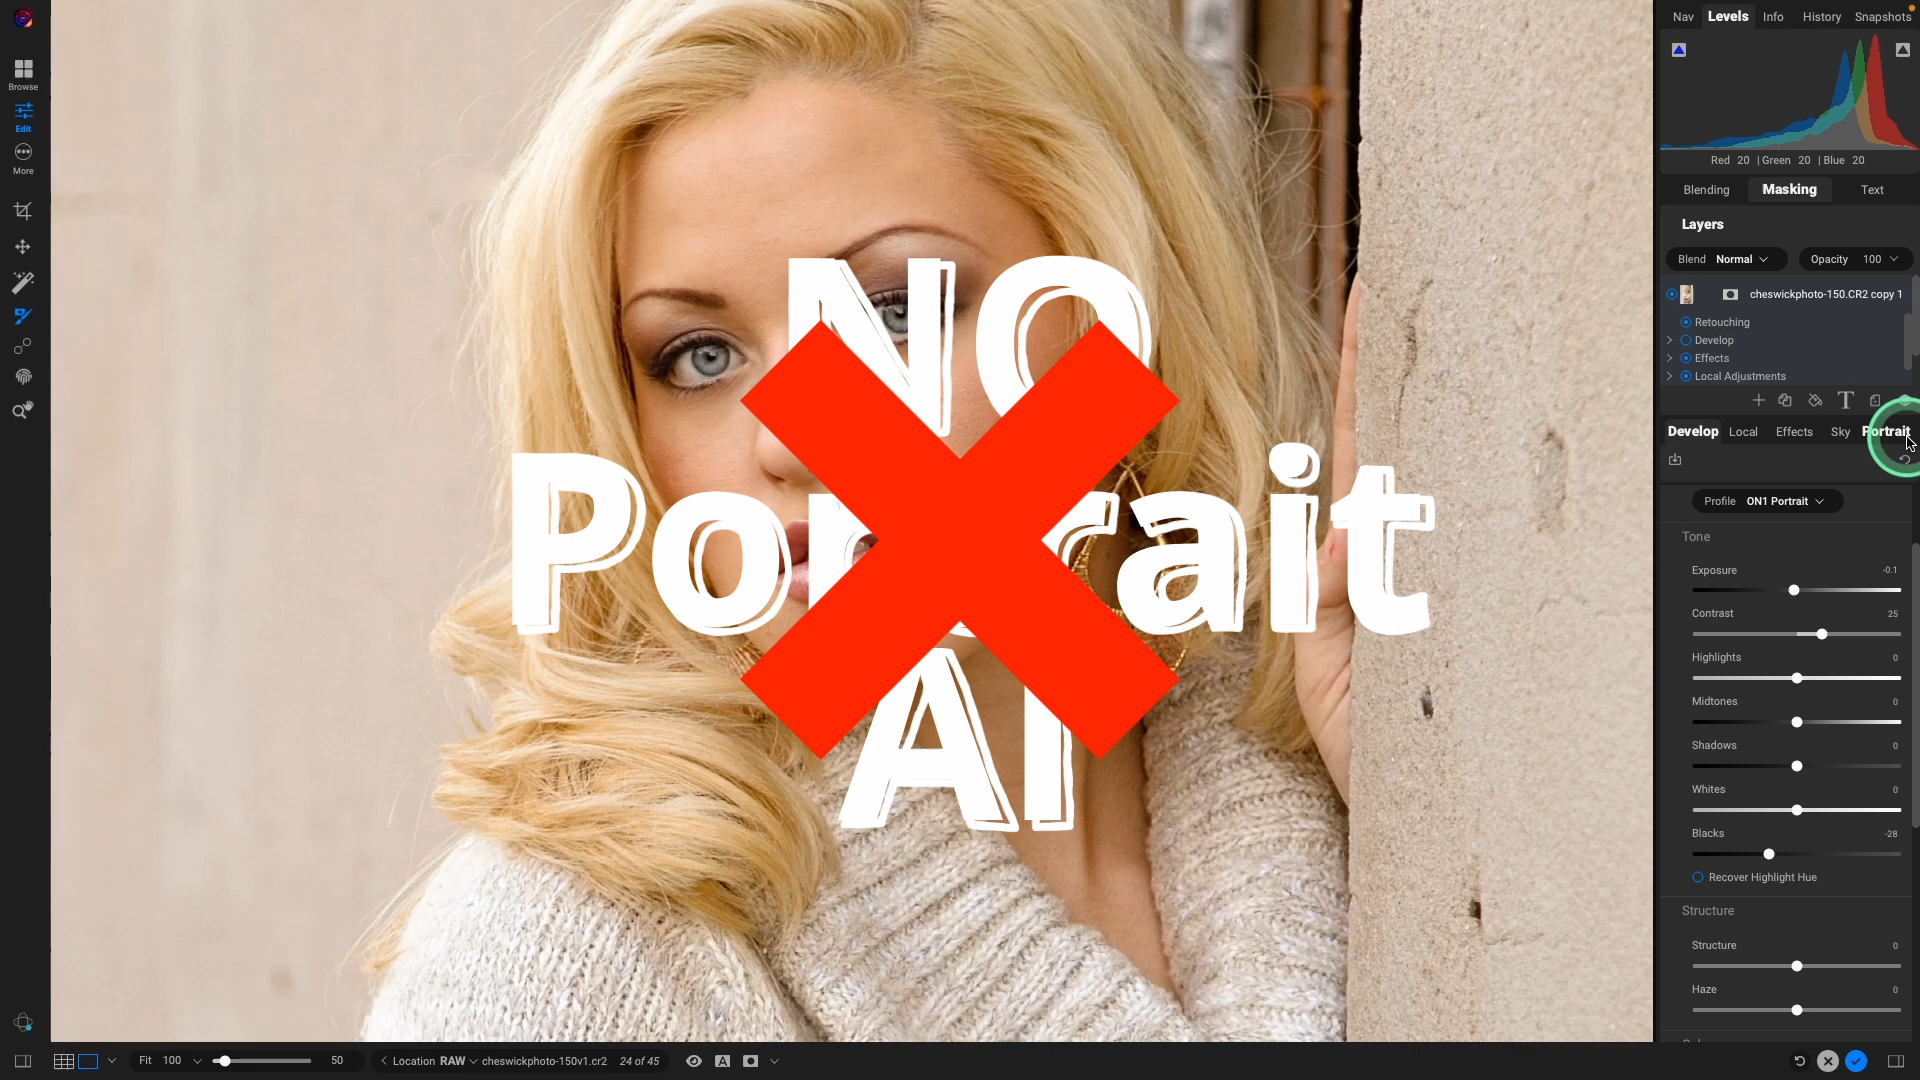 Nav Levels Info History Snapshots
Red 20 | Green 20 | Blue 20
Blending Masking Text
Layers
Blend Normal Opacity 100
cheswickphoto-150.CR2 copy 1
Retouching
Develop
Effects
Local Adjustments
Develop Local Effects Sky Portrait
Profile ON1 Portrait
Tone
Exposure -0.1
Contrast 25
Highlights 0
Midtones 0
Shadows 0
Whites 0
Blacks -28
Recover Highlight Hue
Structure
Structure 0
Haze 0
Browse
Edit
More
NO
Portrait
AI
Fit 100 50 Location RAW cheswickphoto-150v1.cr2 24 of 45 A